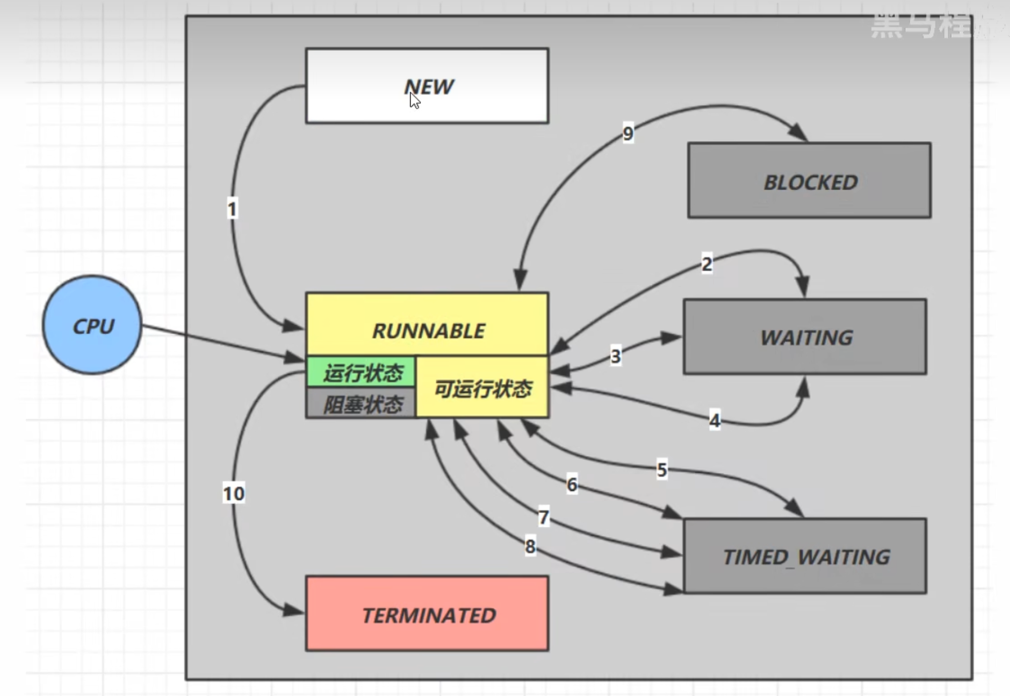 黑马程
NEW
9
BLOCKED
1
2
CPU
RUNNABLE
WAITING
3
运行状态
可运行状态
阻塞状态
4
5
6
10
7
8
TIMED_WAITING
TERMINATED